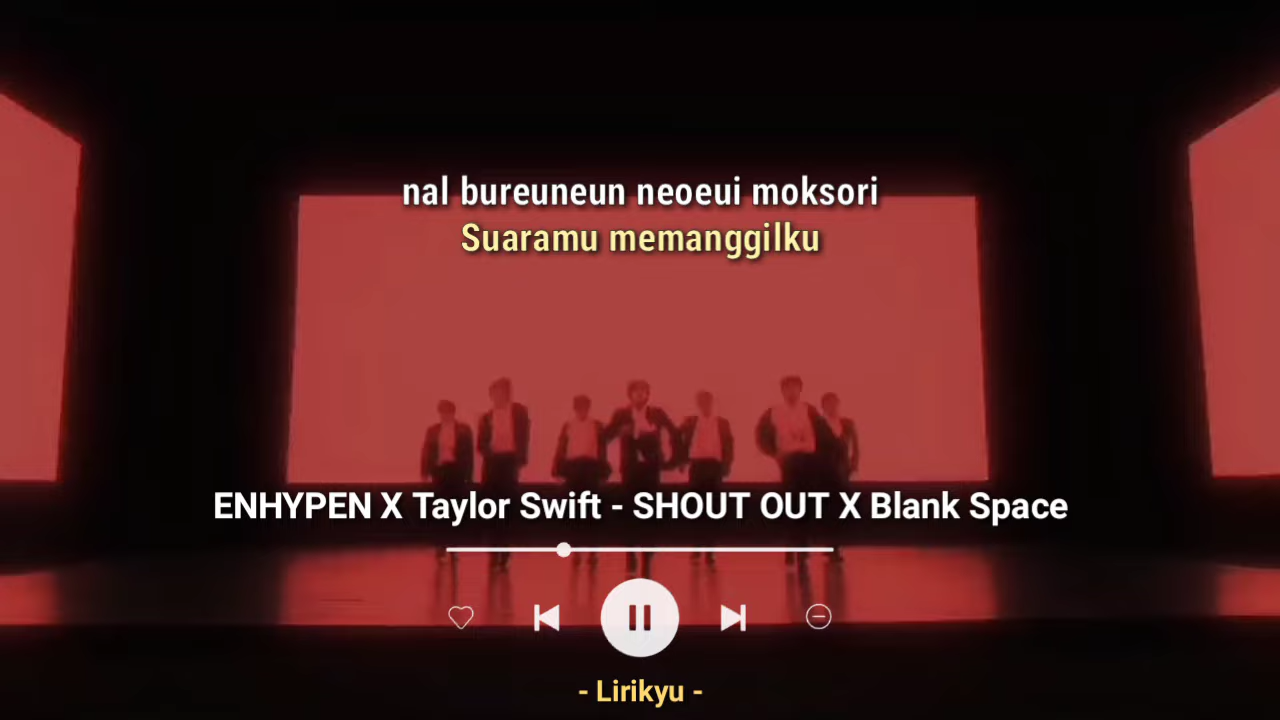 nal bureuneun neoeui moksori
Suaramu memanggilku
ENHYPEN X Taylor Swift - SHOUT OUT X Blank Space
- Lirikyu -